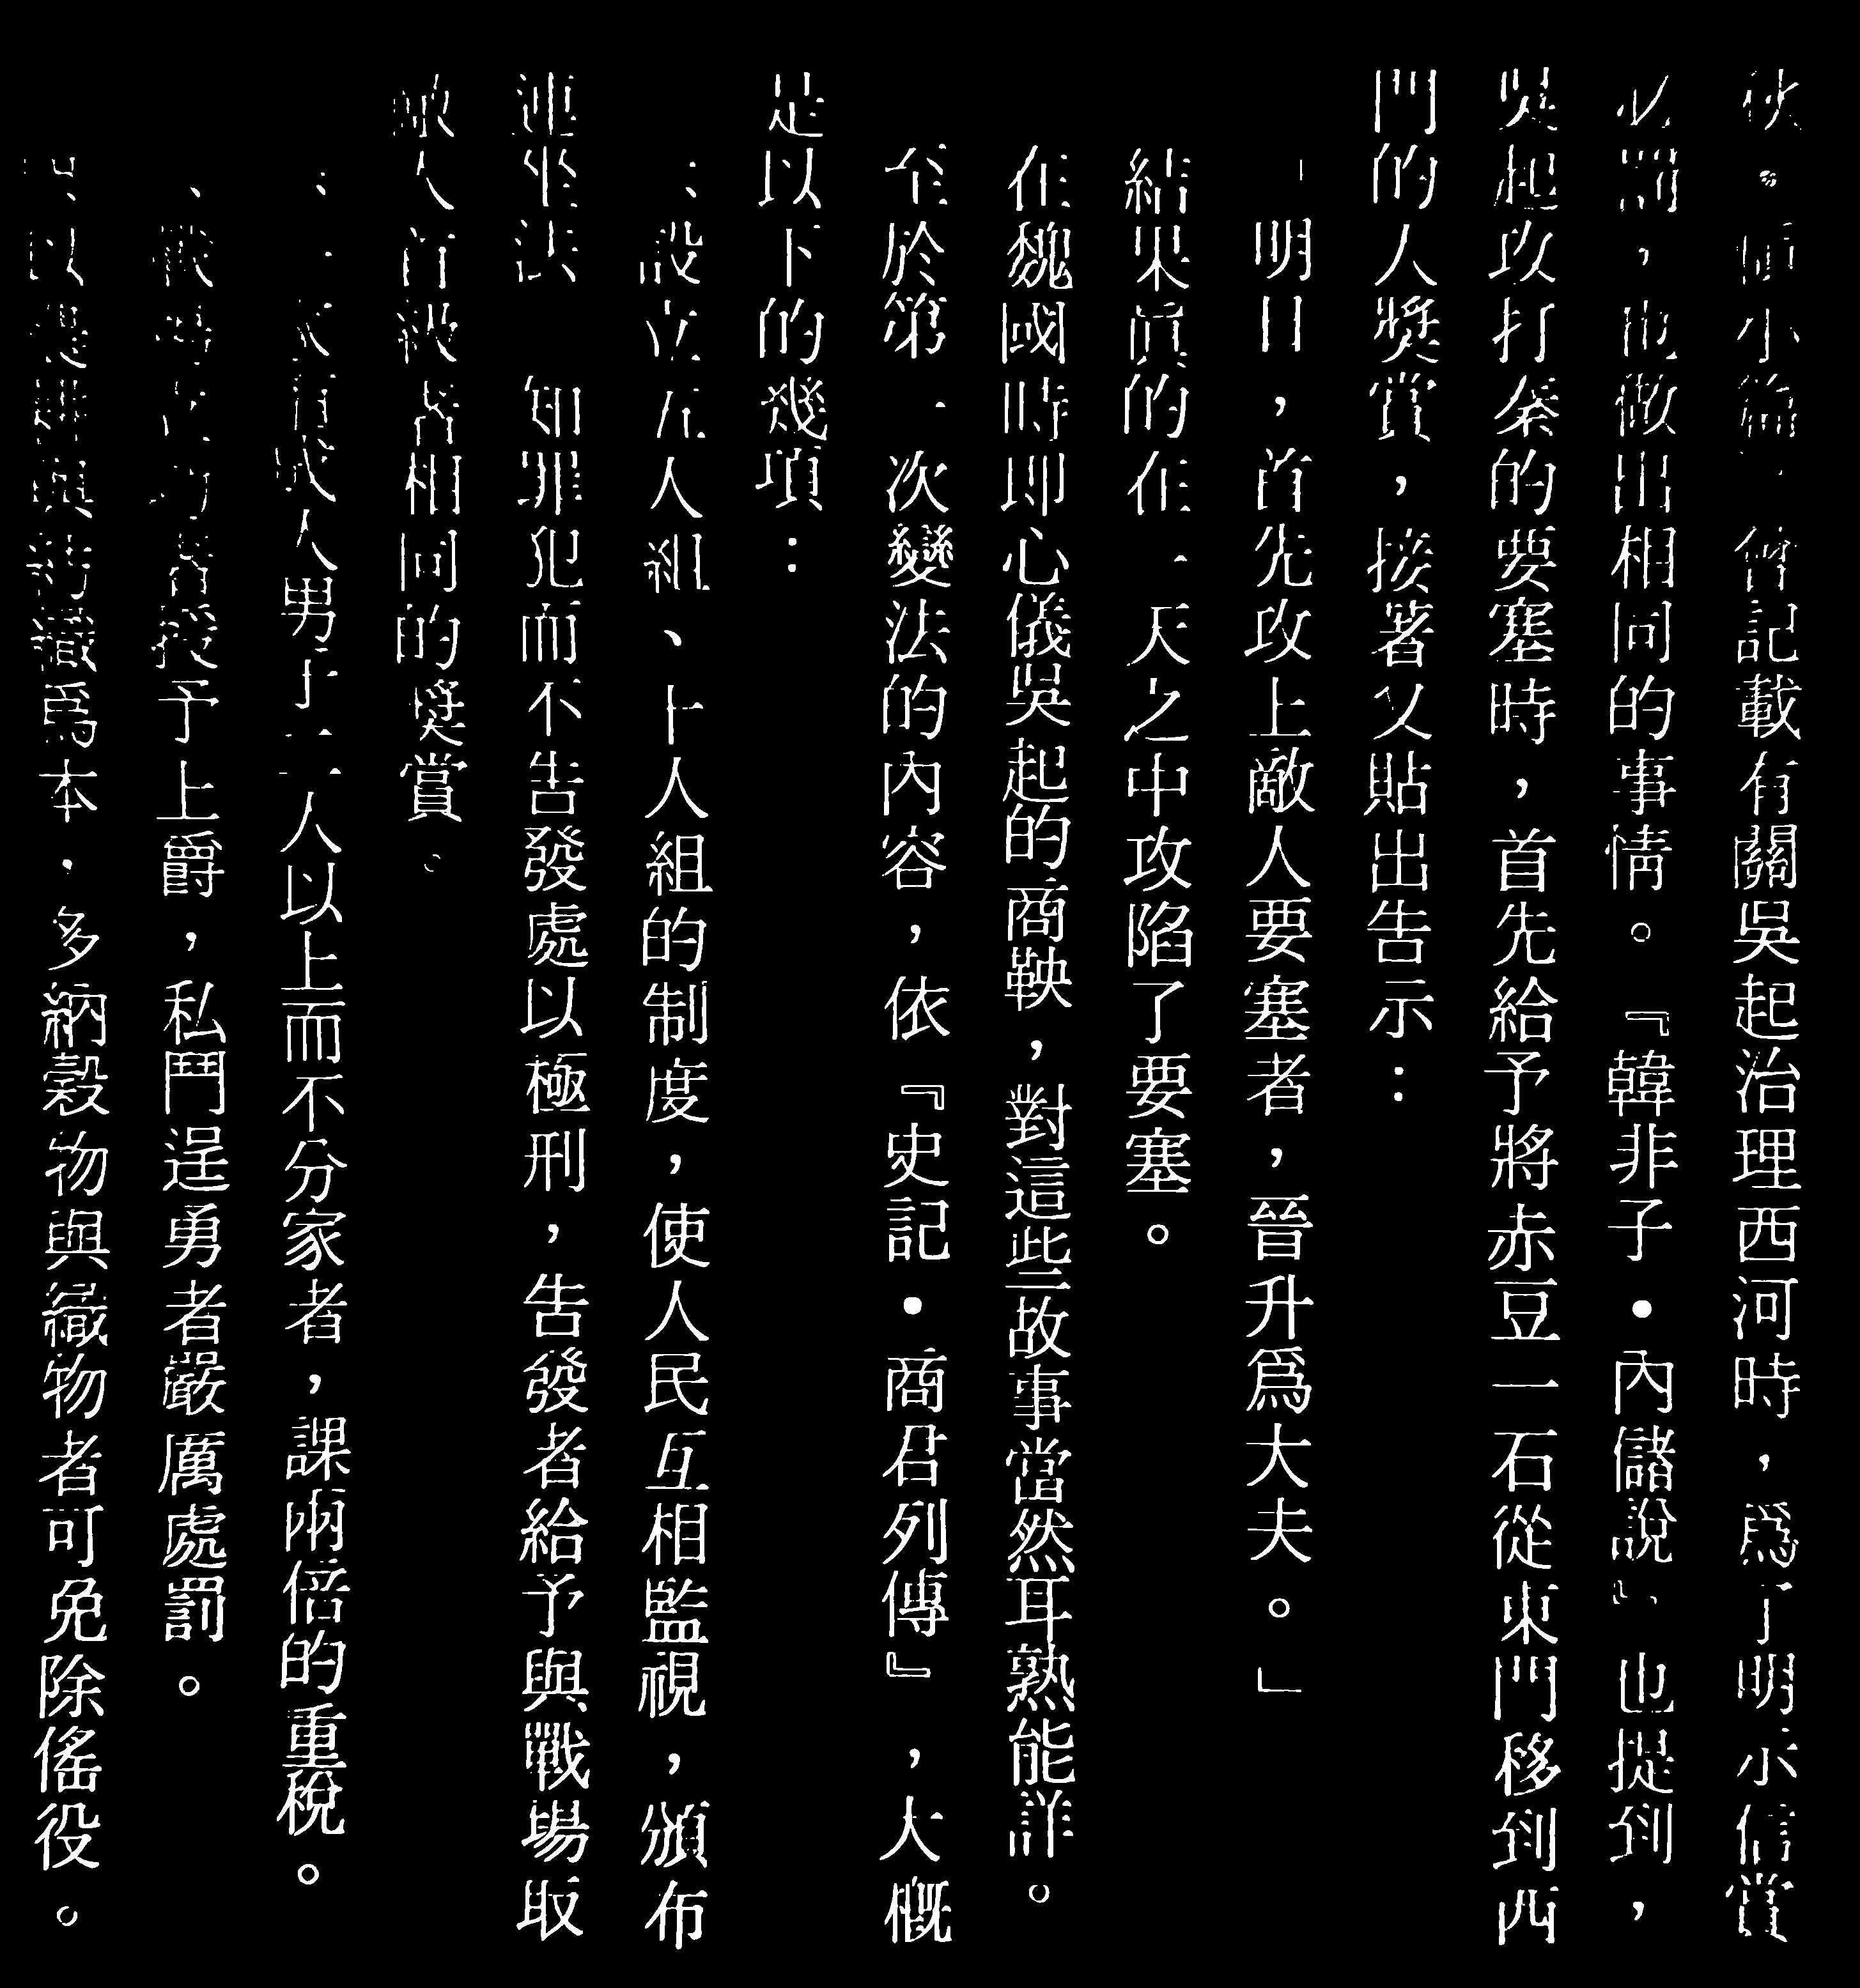 秋。」愼小篇』曾記載有關吳起治理西河時，爲了明示信賞
必罰，也做出相同的事情。『韓非子•內儲說』也提到，
吳起攻打秦的要塞時，首先給予將赤豆一石從東門移到西
門的人獎賞，接著又貼出告示：
「明日，首先攻上敵人要塞者，晉升爲大夫。」
結果眞的在一天之中攻陷了要塞。
在魏國時即心儀吳起的商鞅，對這些故事當然耳熟能詳。
至於第一次變法的內容，依『史記•商君列傳』，大概
是以下的幾項：
設立五人組、十人組的制度，使人民互相監視，頒布
連坐法 知罪犯而不告發處以極刑，告發者給予與戰場取
敵人首級者相同的獎賞。
一家有成人男子二人以上而不分家者，課兩倍的重稅。
、戰時立功者授予上爵，私鬥逞勇者嚴厲處罰。
、以農耕與紡織爲本，多納穀物與織物者可免除傜役。